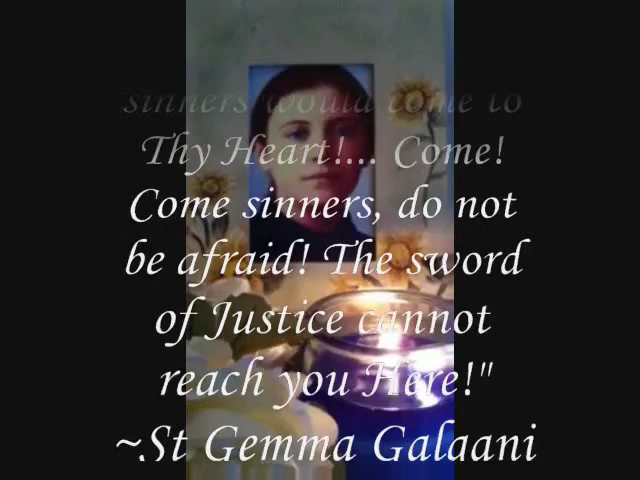 sinners would come to
Thy Heart!... Come!
Come sinners, do not
be afraid! The sword
of Justice cannot
reach you Here!"
~St Gemma Galaani